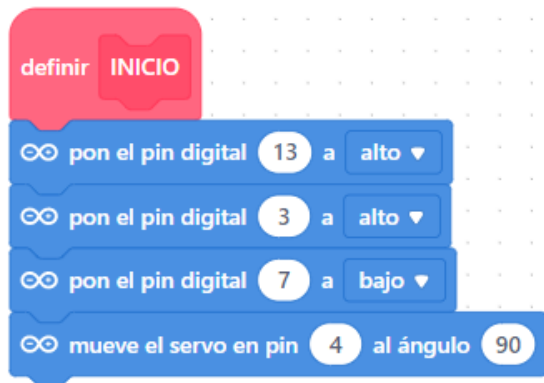 definir INICIO
pon el pin digital 13 a alto
pon el pin digital 3 a alto
pon el pin digital 7 a bajo
mueve el servo en pin 4 al ángulo 90